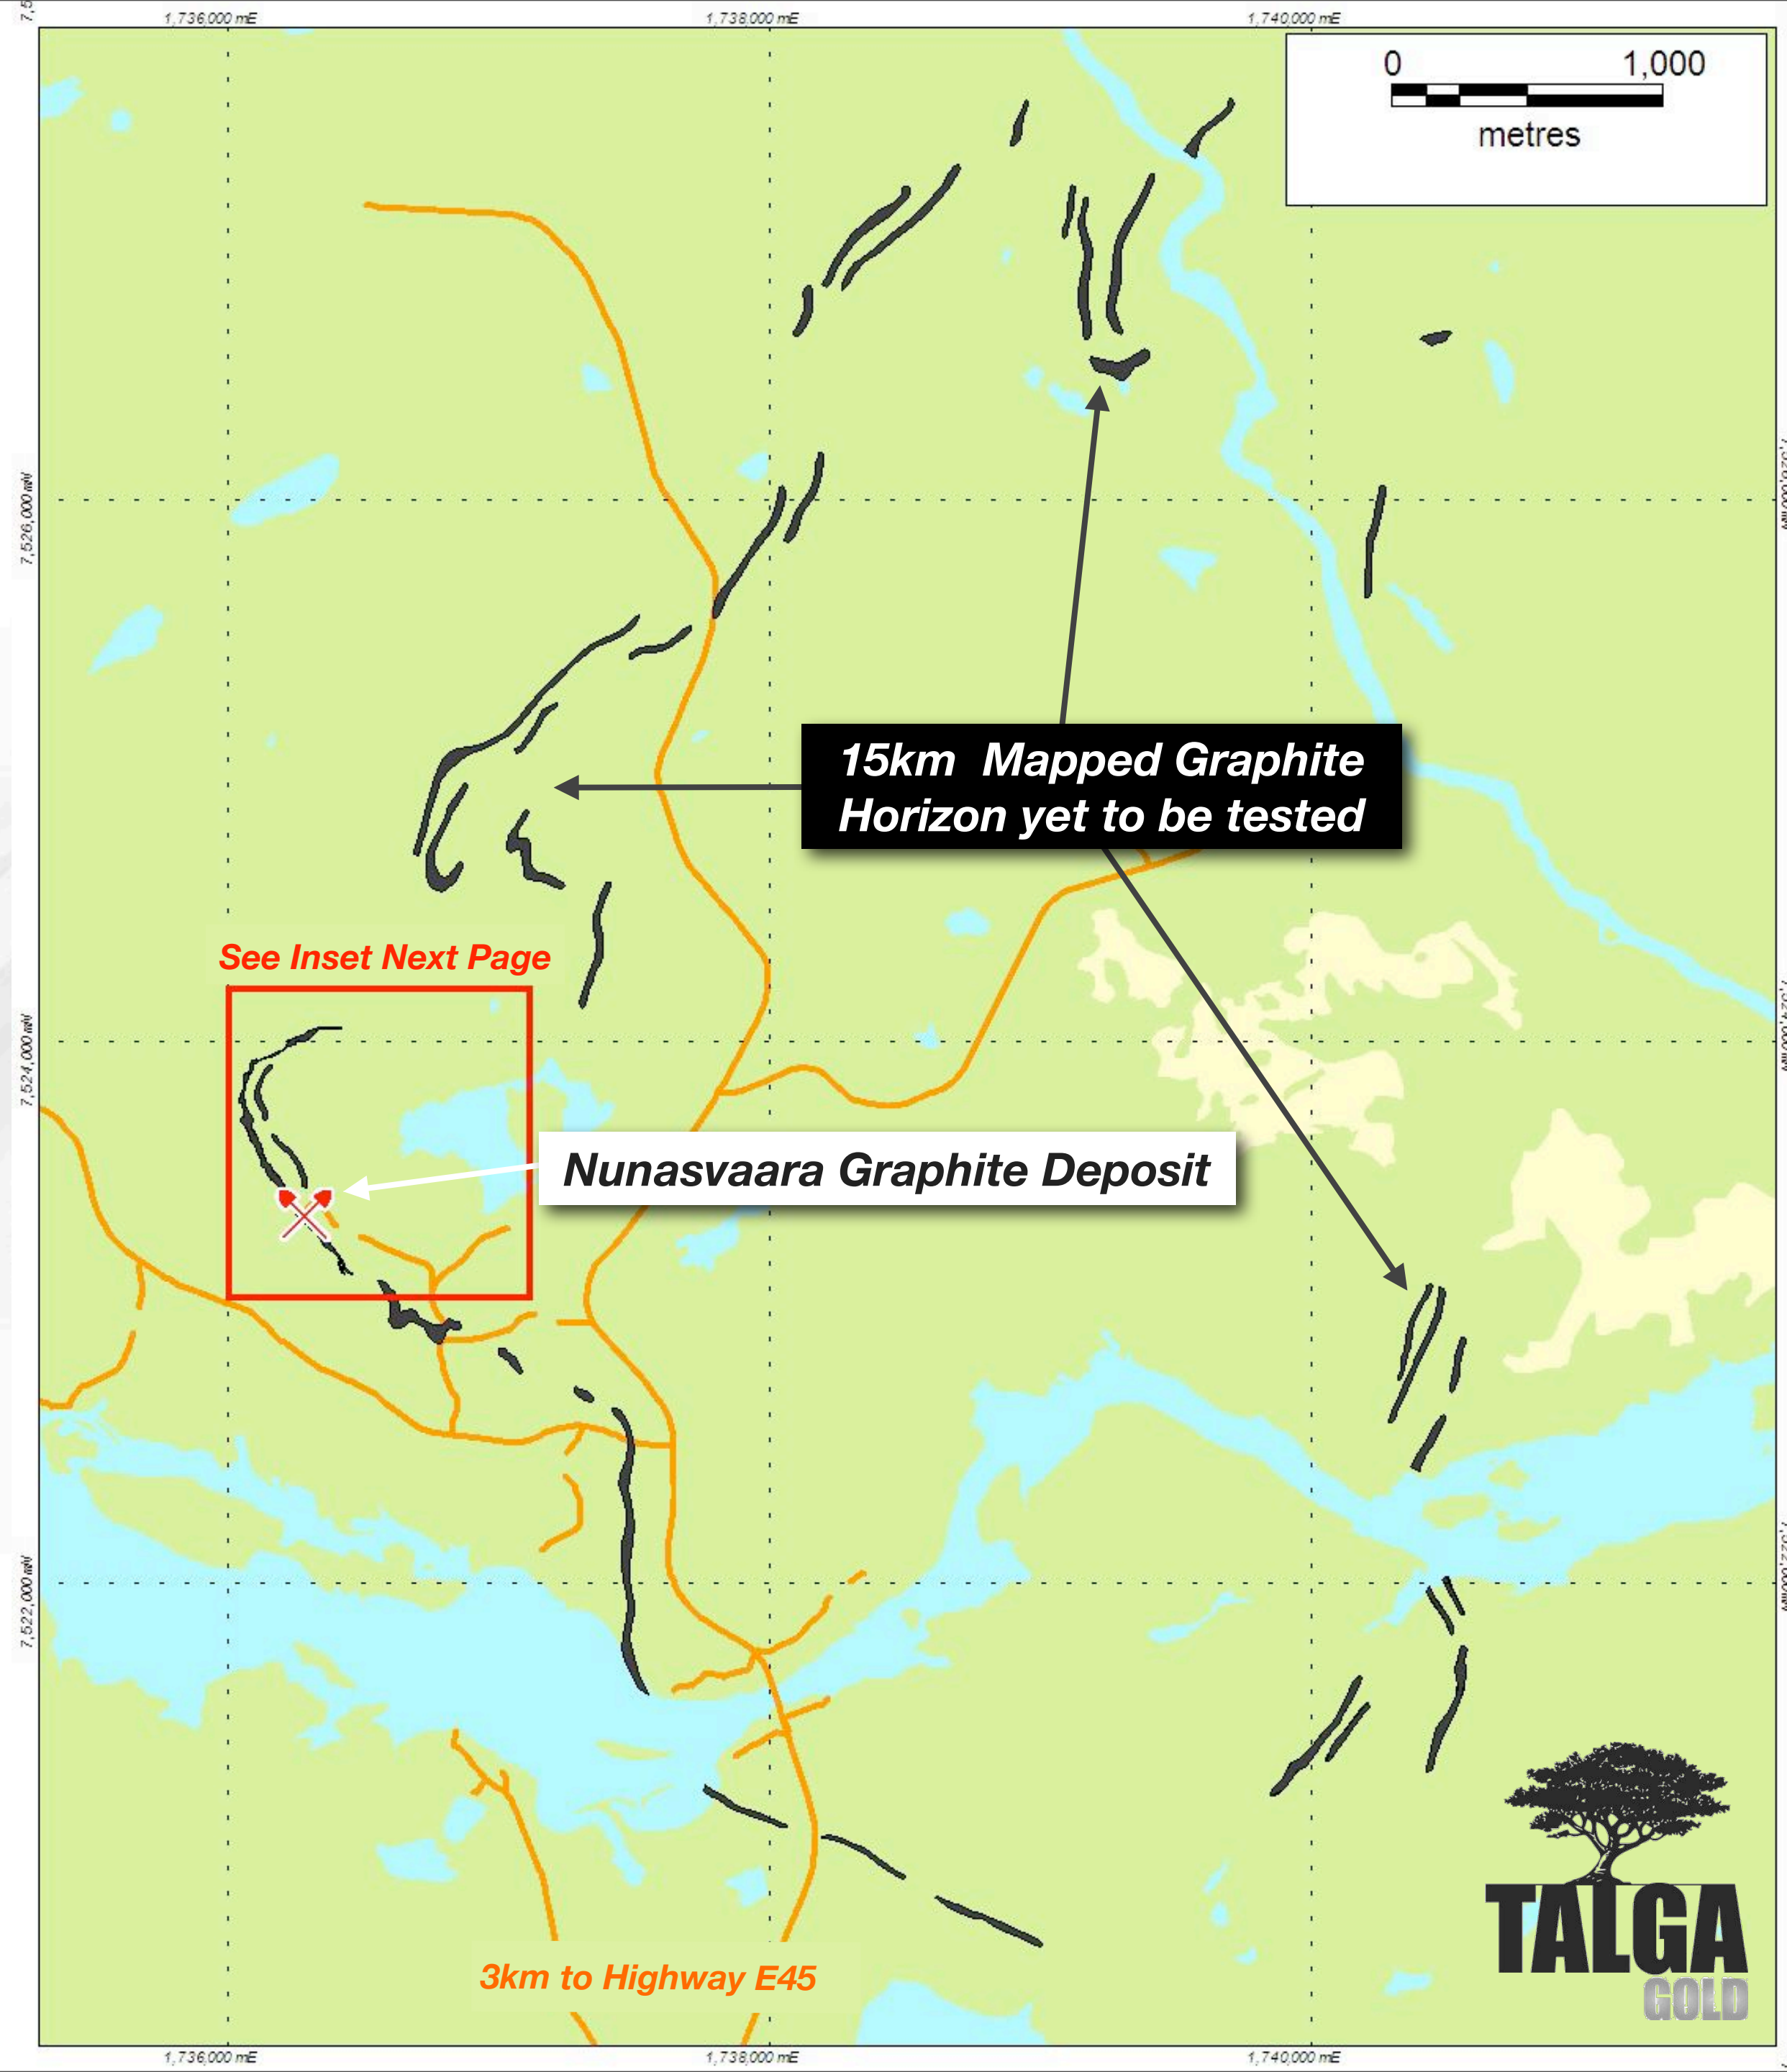 1,736,000 mE
1,738,000 mE
1,740,000 mE
0 1,000
metres
7,526,000 mN
15km Mapped Graphite
Horizon yet to be tested
See Inset Next Page
7,524,000 mN
Nunasvaara Graphite Deposit
7,522,000 mN
TALGA
GOLD
3km to Highway E45
1,736,000 mE
1,738,000 mE
1,740,000 mE